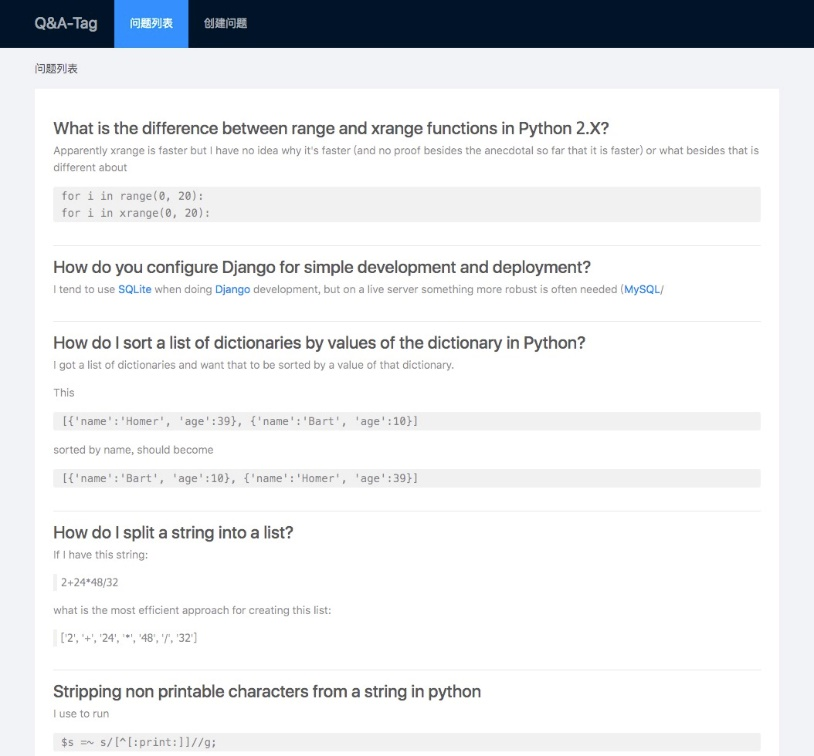 Q&A-Tag 问题列表 创建问题
问题列表
What is the difference between range and xrange functions in Python 2.X?
Apparently xrange is faster but I have no idea why it's faster (and no proof besides the anecdotal so far that it is faster) or what besides that is
different about
for i in range(0, 20):
for i in xrange(0, 20):
How do you configure Django for simple development and deployment?
I tend to use SQLite when doing Django development, but on a live server something more robust is often needed (MySQL/
How do I sort a list of dictionaries by values of the dictionary in Python?
I got a list of dictionaries and want that to be sorted by a value of that dictionary.
This
[{'name':'Homer', 'age':39}, {'name':'Bart', 'age':10}]
sorted by name, should become
[{'name':'Bart', 'age':10}, {'name':'Homer', 'age':39}]
How do I split a string into a list?
If I have this string:
2+24*48/32
what is the most efficient approach for creating this list:
['2', '+', '24', '*', '48', '/', '32']
Stripping non printable characters from a string in python
I use to run
$s =~ s/[^[:print:]]//g;